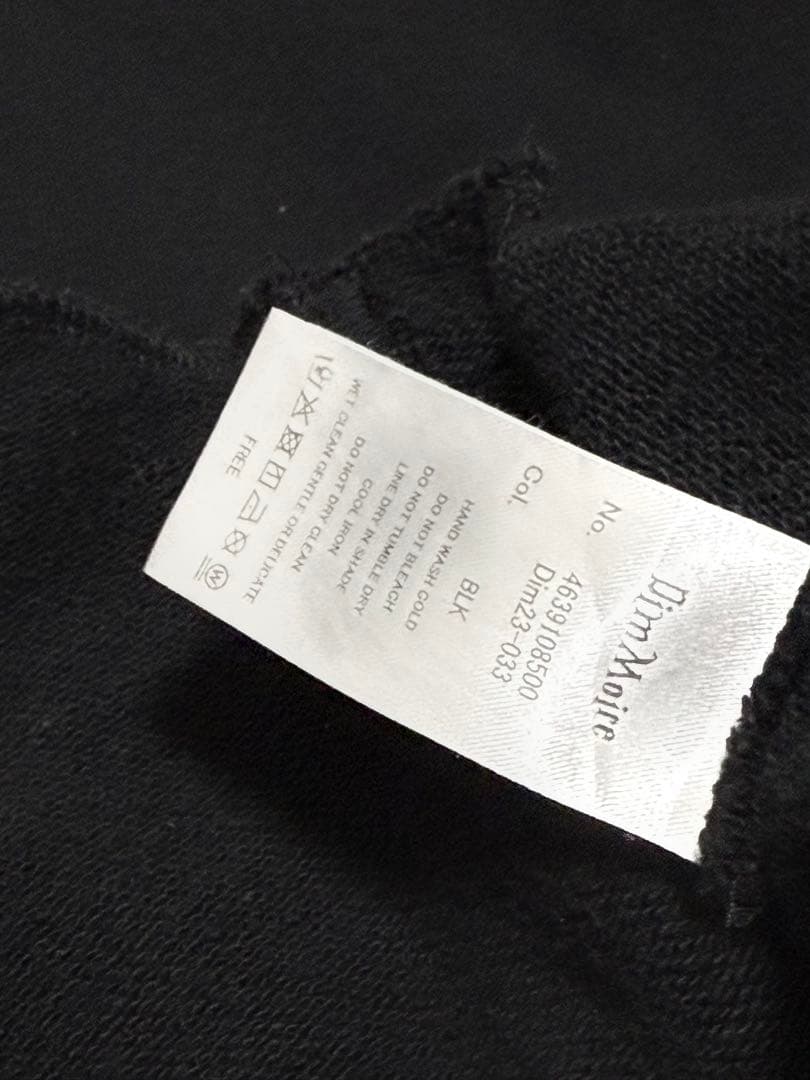 Dim Moire
No. 4639108500
Dim23-033
Col. BLK
HAND WASH COLD
DO NOT BLEACH
DO NOT TUMBLE DRY
LINE DRY IN SHADE
COOL IRON
DO NOT DRY CLEAN
WET CLEAN GENTLE OR DELICATE
W
FREE